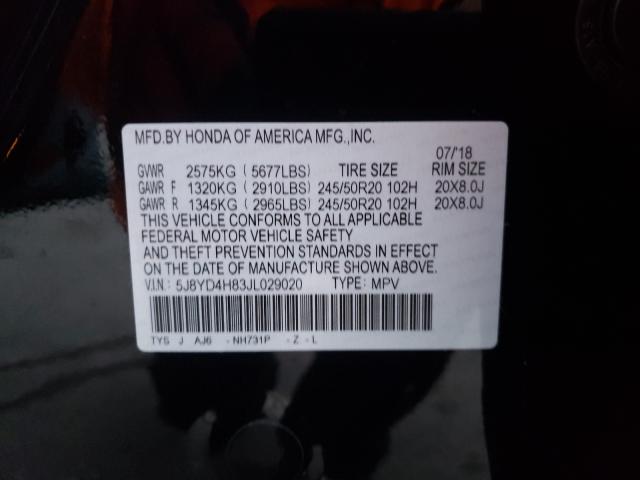 MFD.BY HONDA OF AMERICA MFG.,INC.
07/'18
GVWR 2575KG ( 5677LBS) TIRE SIZE RIM SIZE
GAWR F 1320KG ( 2910LBS) 245/50R20 102H 20X8.0J
GAWR R 1345KG ( 2965LBS) 245/50R20 102H 20X8.0J
THIS VEHICLE CONFORMS TO ALL APPLICABLE
FEDERAL MOTOR VEHICLE SAFETY
AND THEFT PREVENTION STANDARDS IN EFFECT
ON THE DATE OF MANUFACTURE SHOWN ABOVE.
V.I.N.: 5J8YD4H83JL029020 TYPE: MPV
TYS J AJ6 -NH731P -Z -L